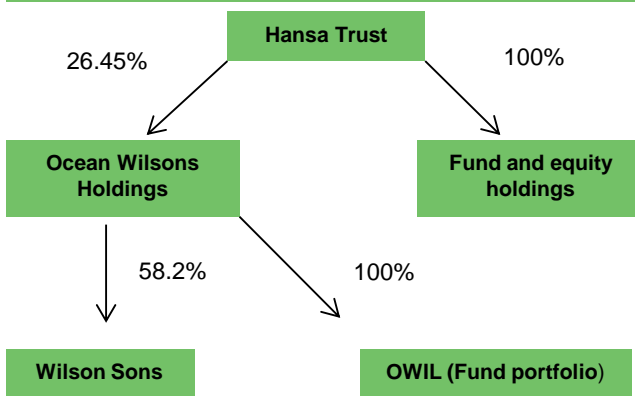 Hansa Trust
26.45%
100%
Ocean Wilsons
Holdings
Fund and equity
holdings
58.2%
100%
Wilson Sons
OWIL (Fund portfolio)